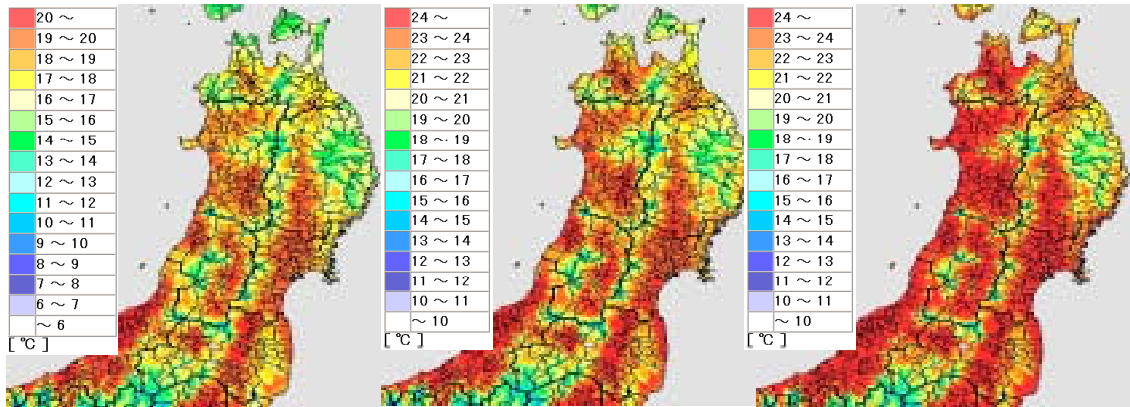 20 ～
19 ～ 20
18 ～ 19
17 ～ 18
16 ～ 17
15 ～ 16
14 ～ 15
13 ～ 14
12 ～ 13
11 ～ 12
10 ～ 11
9 ～ 10
8 ～ 9
7 ～ 8
6 ～ 7
～ 6
[ ℃ ]
24 ～
23 ～ 24
22 ～ 23
21 ～ 22
20 ～ 21
19 ～ 20
18 ～ 19
17 ～ 18
16 ～ 17
15 ～ 16
14 ～ 15
13 ～ 14
12 ～ 13
11 ～ 12
10 ～ 11
～ 10
[ ℃ ]
24 ～
23 ～ 24
22 ～ 23
21 ～ 22
20 ～ 21
19 ～ 20
18 ～ 19
17 ～ 18
16 ～ 17
15 ～ 16
14 ～ 15
13 ～ 14
12 ～ 13
11 ～ 12
10 ～ 11
～ 10
[ ℃ ]